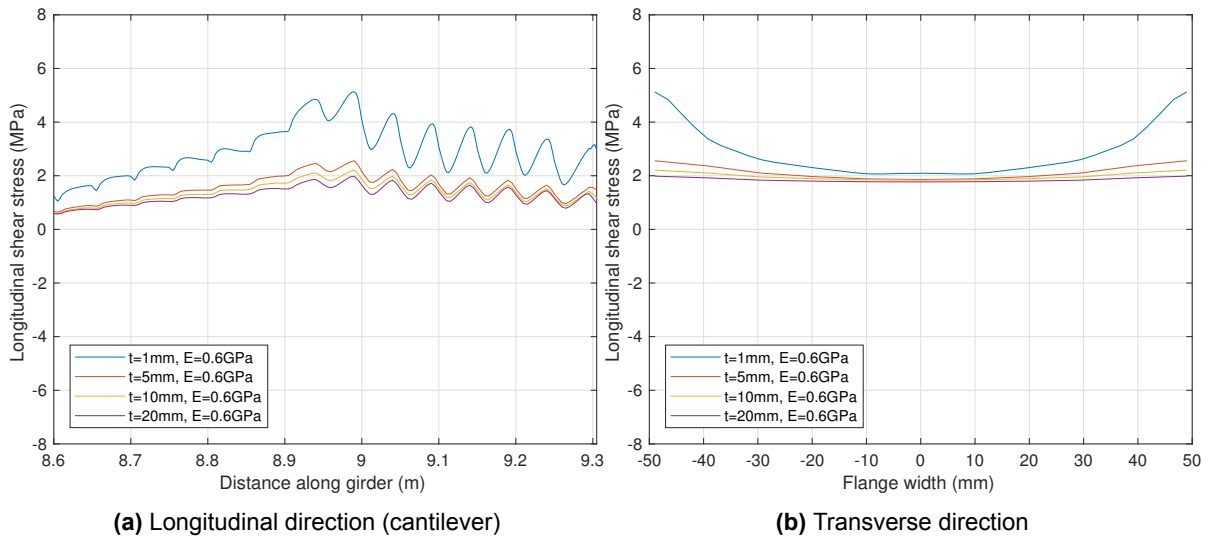 8
6
4
2
0
-2
-4
-6
-8
Longitudinal shear stress (MPa)
t=1mm, E=0.6GPa
t=5mm, E=0.6GPa
t=10mm, E=0.6GPa
t=20mm, E=0.6GPa
8.6 8.7 8.8 8.9 9 9.1 9.2 9.3
Distance along girder (m)
(a) Longitudinal direction (cantilever)
8
6
4
2
0
-2
-4
-6
-8
Longitudinal shear stress (MPa)
t=1mm, E=0.6GPa
t=5mm, E=0.6GPa
t=10mm, E=0.6GPa
t=20mm, E=0.6GPa
-50 -40 -30 -20 -10 0 10 20 30 40 50
Flange width (mm)
(b) Transverse direction